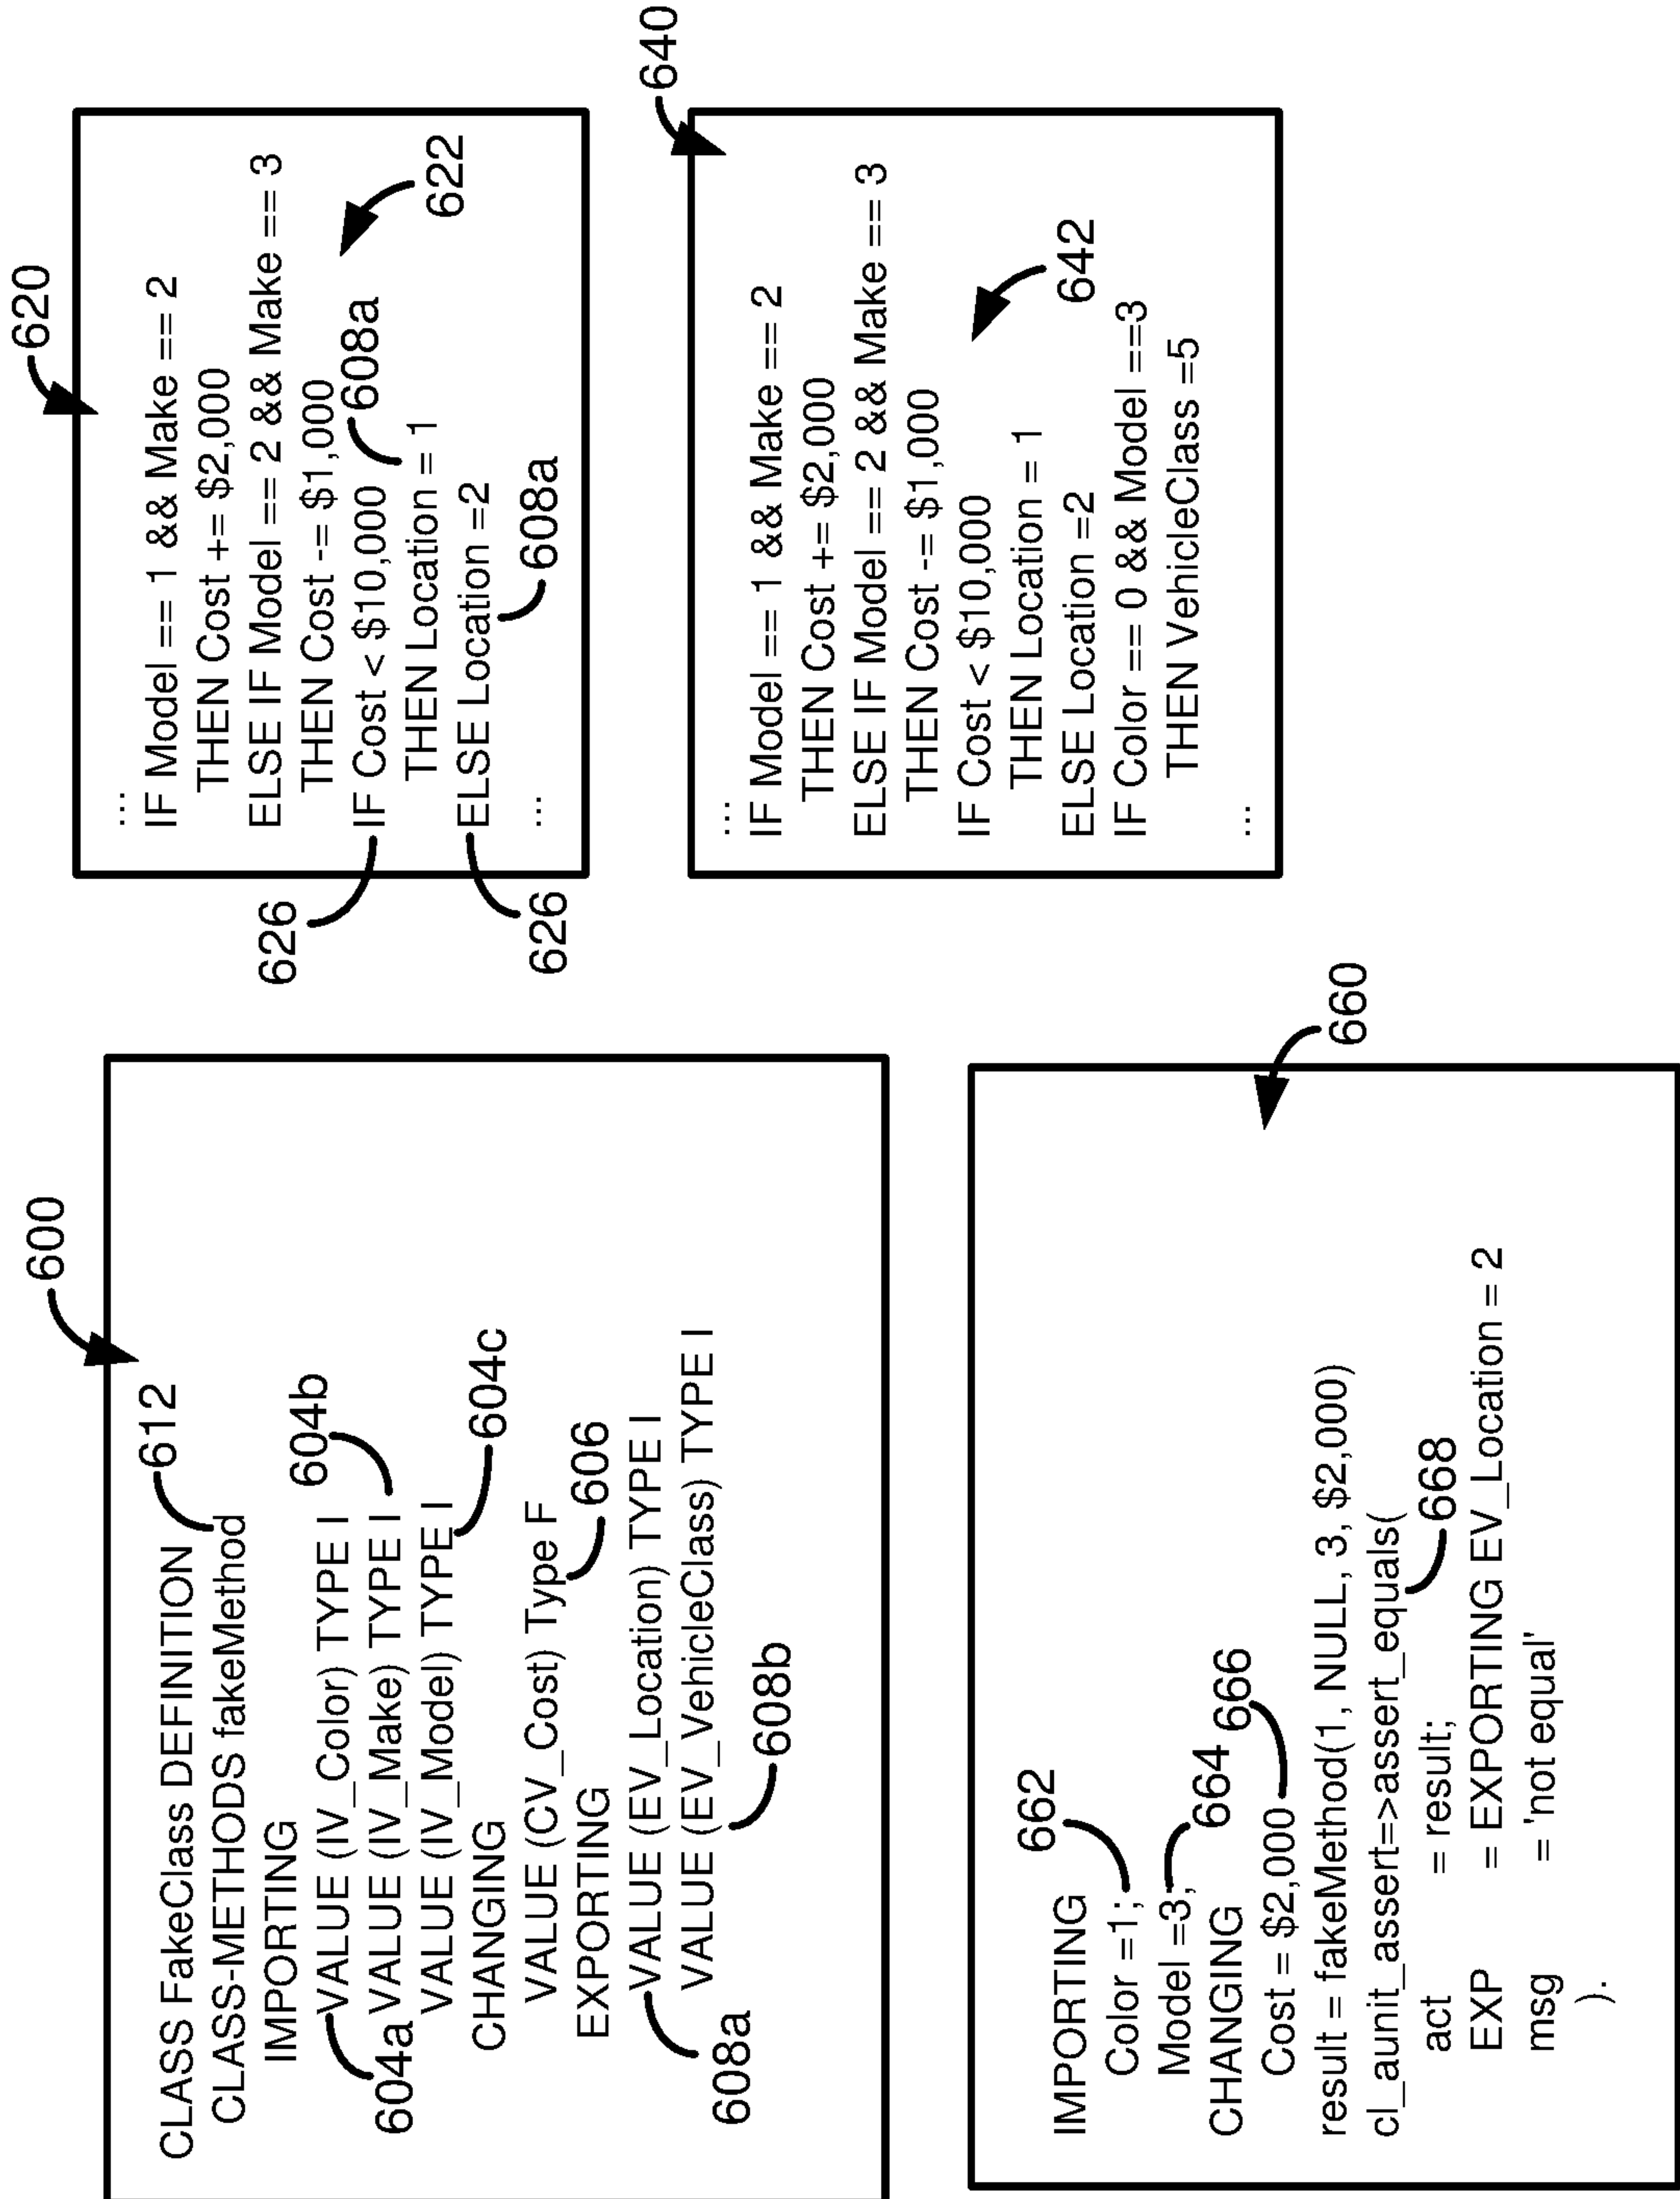 600
CLASS FakeClass DEFINITION
612
CLASS-METHODS fakeMethod
IMPORTING
604b
VALUE (IV_Color) TYPE I
604a
VALUE (IV_Make) TYPE I
VALUE (IV_Model) TYPE I
604c
CHANGING
VALUE (CV_Cost) Type F
606
EXPORTING
VALUE (EV_Location) TYPE I
VALUE (EV_VehicleClass) TYPE I
608a
608b
620
...
IF Model == 1 && Make == 2
THEN Cost += $2,000
ELSE IF Model == 2 && Make == 3
THEN Cost -= $1,000
608a
622
626
IF Cost < $10,000
THEN Location = 1
ELSE Location =2
608a
626
...
660
662
IMPORTING
Color =1;
Model =3;
664
666
CHANGING
Cost = $2,000
result = fakeMethod(1, NULL, 3, $2,000)
cl_aunit_assert=>assert_equals(
668
act = result;
EXP = EXPORTING EV_Location = 2
msg = 'not equal'
).
640
...
IF Model == 1 && Make == 2
THEN Cost += $2,000
ELSE IF Model == 2 && Make == 3
THEN Cost -= $1,000
IF Cost < $10,000
642
THEN Location = 1
ELSE Location =2
IF Color == 0 && Model ==3
THEN VehicleClass =5
...